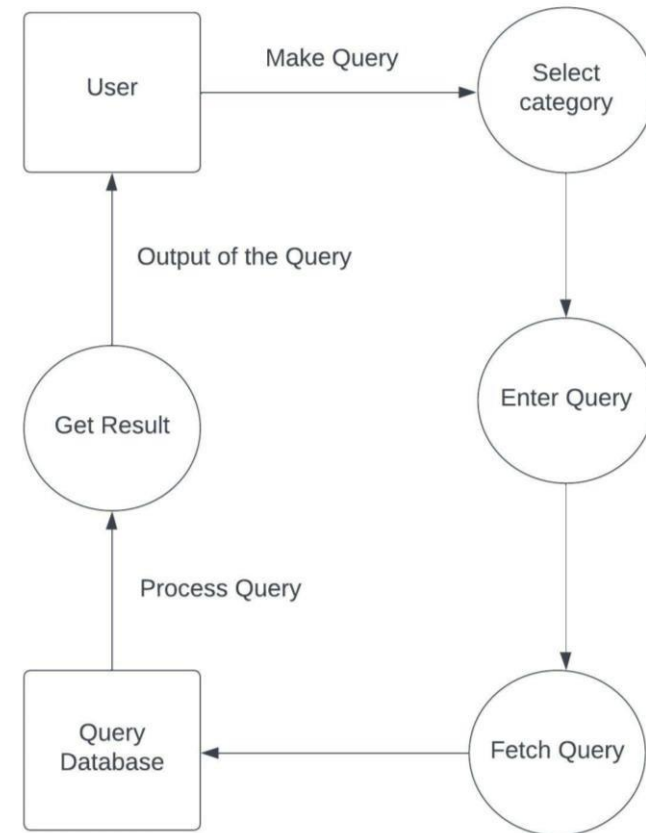 User
Make Query
Select
category
Output of the Query
Enter Query
Get Result
Process Query
Query
Database
Fetch Query